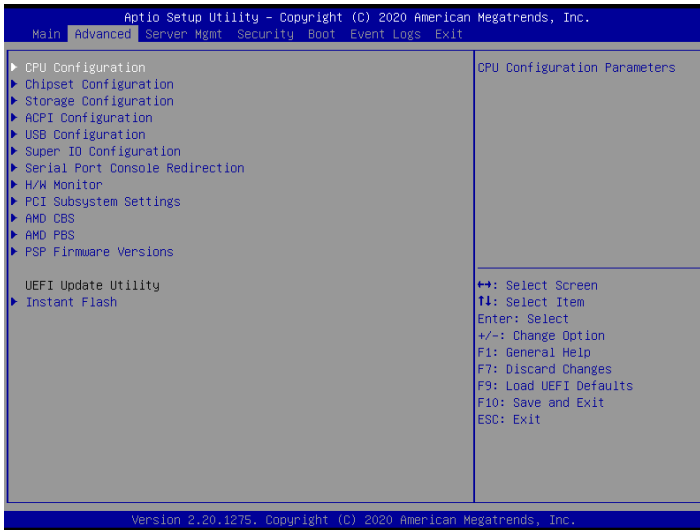 Aptio Setup Utility – Copyright (C) 2020 American Megatrends, Inc.
Main Advanced Server Mgmt Security Boot Event Logs Exit
▶ CPU Configuration
▶ Chipset Configuration
▶ Storage Configuration
▶ ACPI Configuration
▶ USB Configuration
▶ Super IO Configuration
▶ Serial Port Console Redirection
▶ H/W Monitor
▶ PCI Subsystem Settings
▶ AMD CBS
▶ AMD PBS
▶ PSP Firmware Versions
UEFI Update Utility
▶ Instant Flash
CPU Configuration Parameters
↔: Select Screen
↑↓: Select Item
Enter: Select
+/-: Change Option
F1: General Help
F7: Discard Changes
F9: Load UEFI Defaults
F10: Save and Exit
ESC: Exit
Version 2.20.1275. Copyright (C) 2020 American Megatrends, Inc.